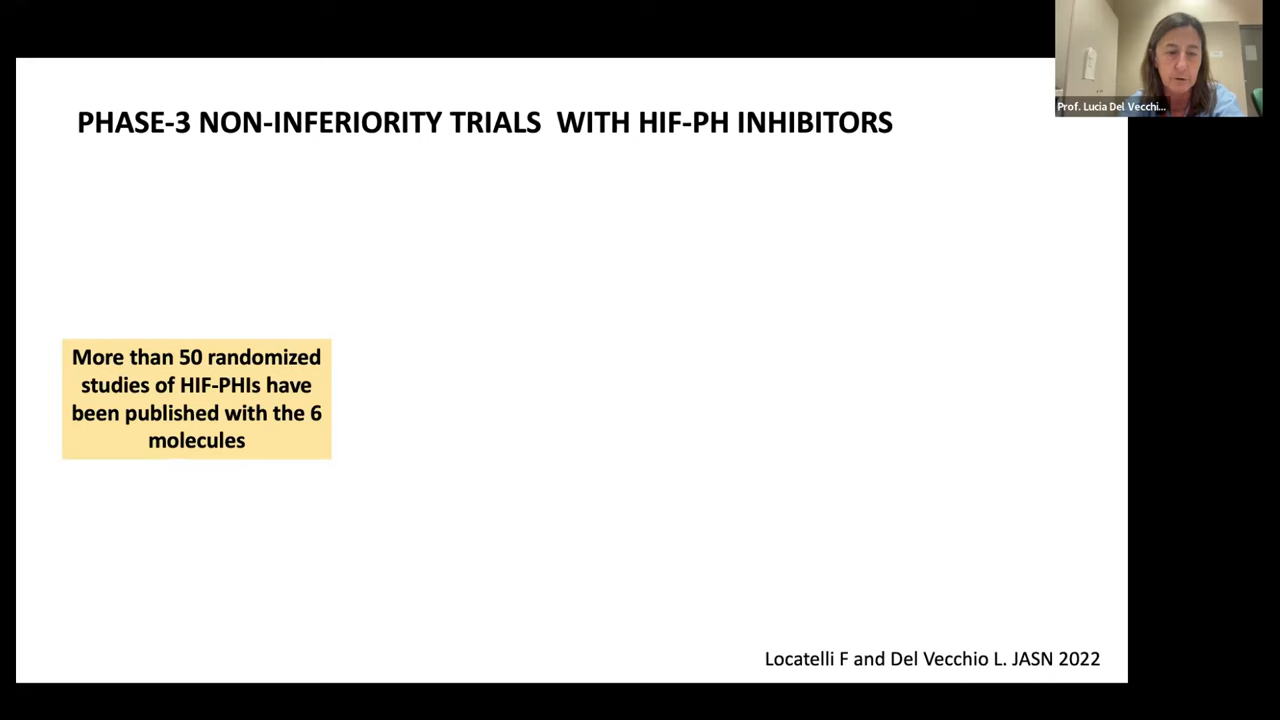 Prof. Lucia Del Vecchi...
PHASE-3 NON-INFERIORITY TRIALS WITH HIF-PH INHIBITORS
More than 50 randomized
studies of HIF-PHIs have
been published with the 6
molecules
Locatelli F and Del Vecchio L. JASN 2022